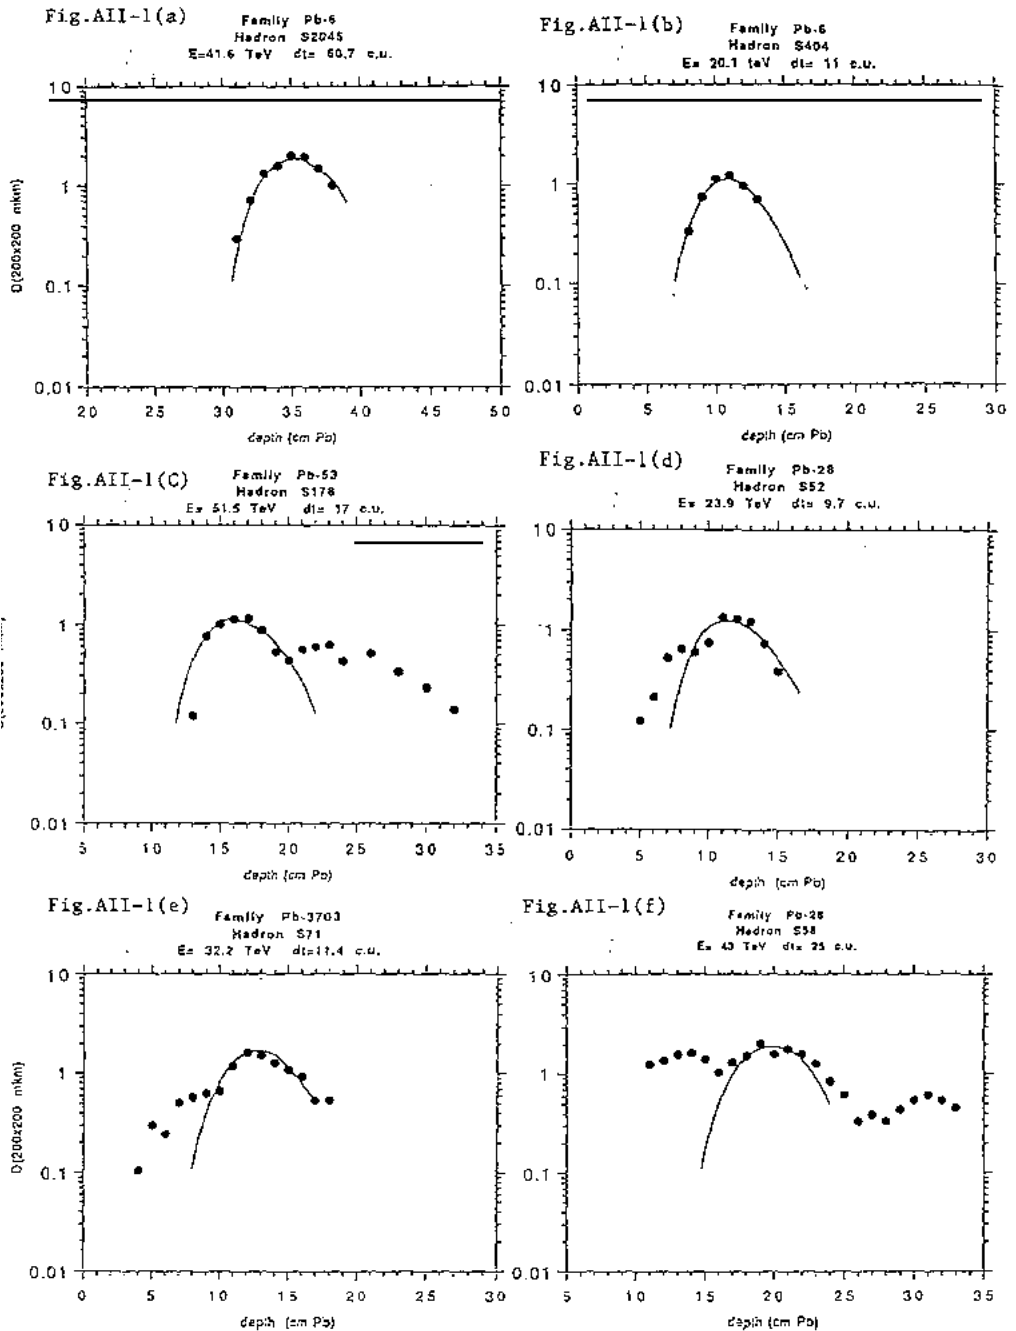 Fig.AII-1(a)
Family Pb-6
Hadron S2045
E=41.6 TeV dt= 60.7 c.u.
10
1
0.1
0.01
D(200x200 mkm)
20 25 30 35 40 45 50
depth (cm Pb)
Fig.AII-1(b)
Family Pb-6
Hadron S404
E= 20.1 teV dt= 11 c.u.
10
1
0.1
0.01
0 5 10 15 20 25 30
depth (cm Pb)
Fig.AII-1(C)
Family Pb-53
Hadron S178
E= 51.5 TeV dt= 17 c.u.
10
1
0.1
0.01
5 10 15 20 25 30 35
depth (cm Pb)
Fig.AII-1(d)
Family Pb-28
Hadron S52
E= 23.9 TeV dt= 9.7 c.u.
10
1
0.1
0.01
0 5 10 15 20 25 30
depth (cm Pb)
Fig.AII-1(e)
Family Pb-3703
Hadron S71
E= 32.2 TeV dt=11.4 c.u.
10
1
0.1
0.01
D(200x200 mkm)
0 5 10 15 20 25 30
depth (cm Pb)
Fig.AII-1(f)
Family Pb-28
Hadron S58
E= 43 TeV dt= 25 c.u.
10
1
0.1
0.01
5 10 15 20 25 30 35
depth (cm Pb)